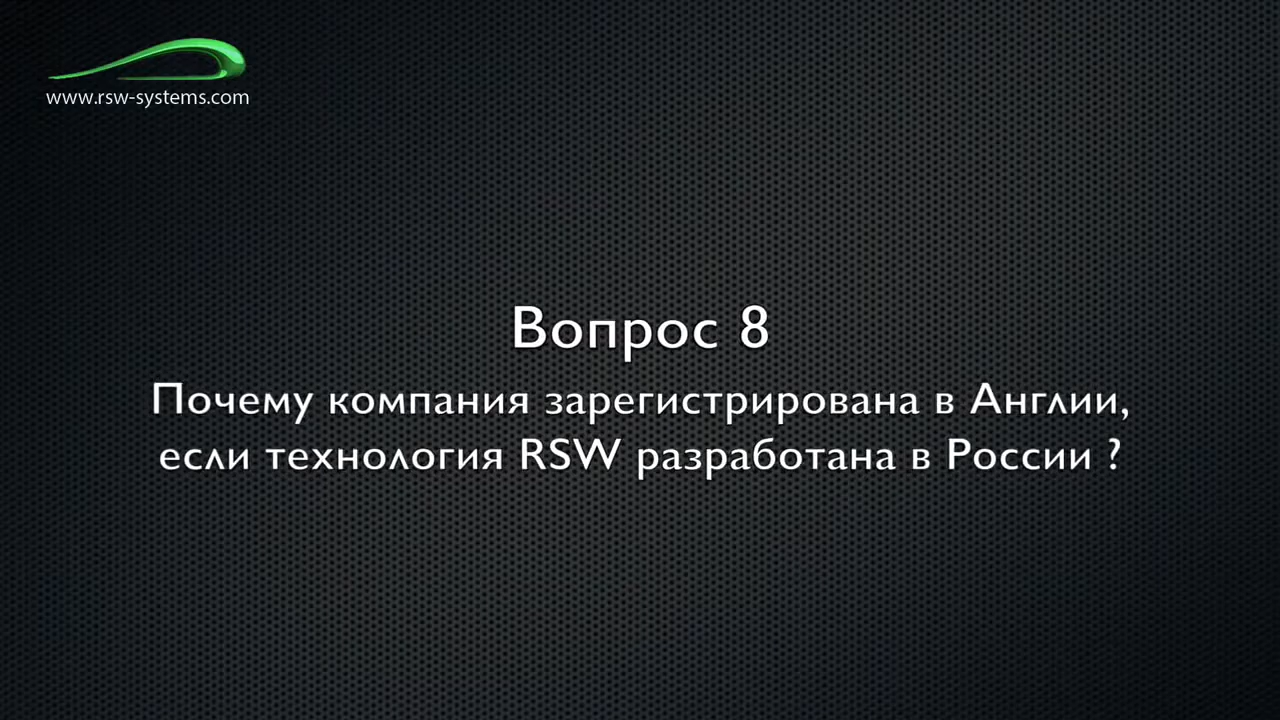 www.rsw-systems.com
Вопрос 8
Почему компания зарегистрирована в Англии,
если технология RSW разработана в России ?